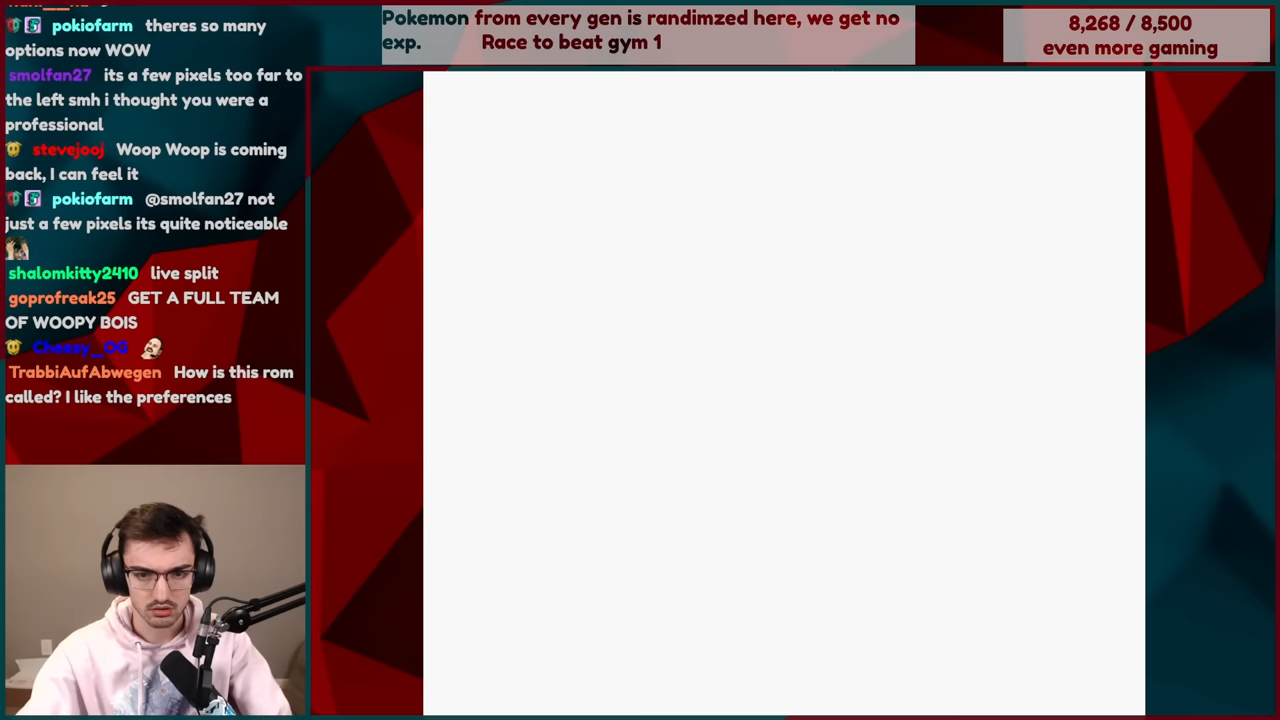 pokiofarm theres so many
options now WOW
smolfan27 its a few pixels too far to
the left smh i thought you were a
professional
stevejooj Woop Woop is coming
back, I can feel it
pokiofarm @smolfan27 not
just a few pixels its quite noticeable
shalomkitty2410 live split
goprofreak25 GET A FULL TEAM
OF WOOPY BOIS
Cheesy_OG
TrabbiAufAbwegen How is this rom
called? I like the preferences
Pokemon from every gen is randimzed here, we get no
exp. Race to beat gym 1
8,268 / 8,500
even more gaming